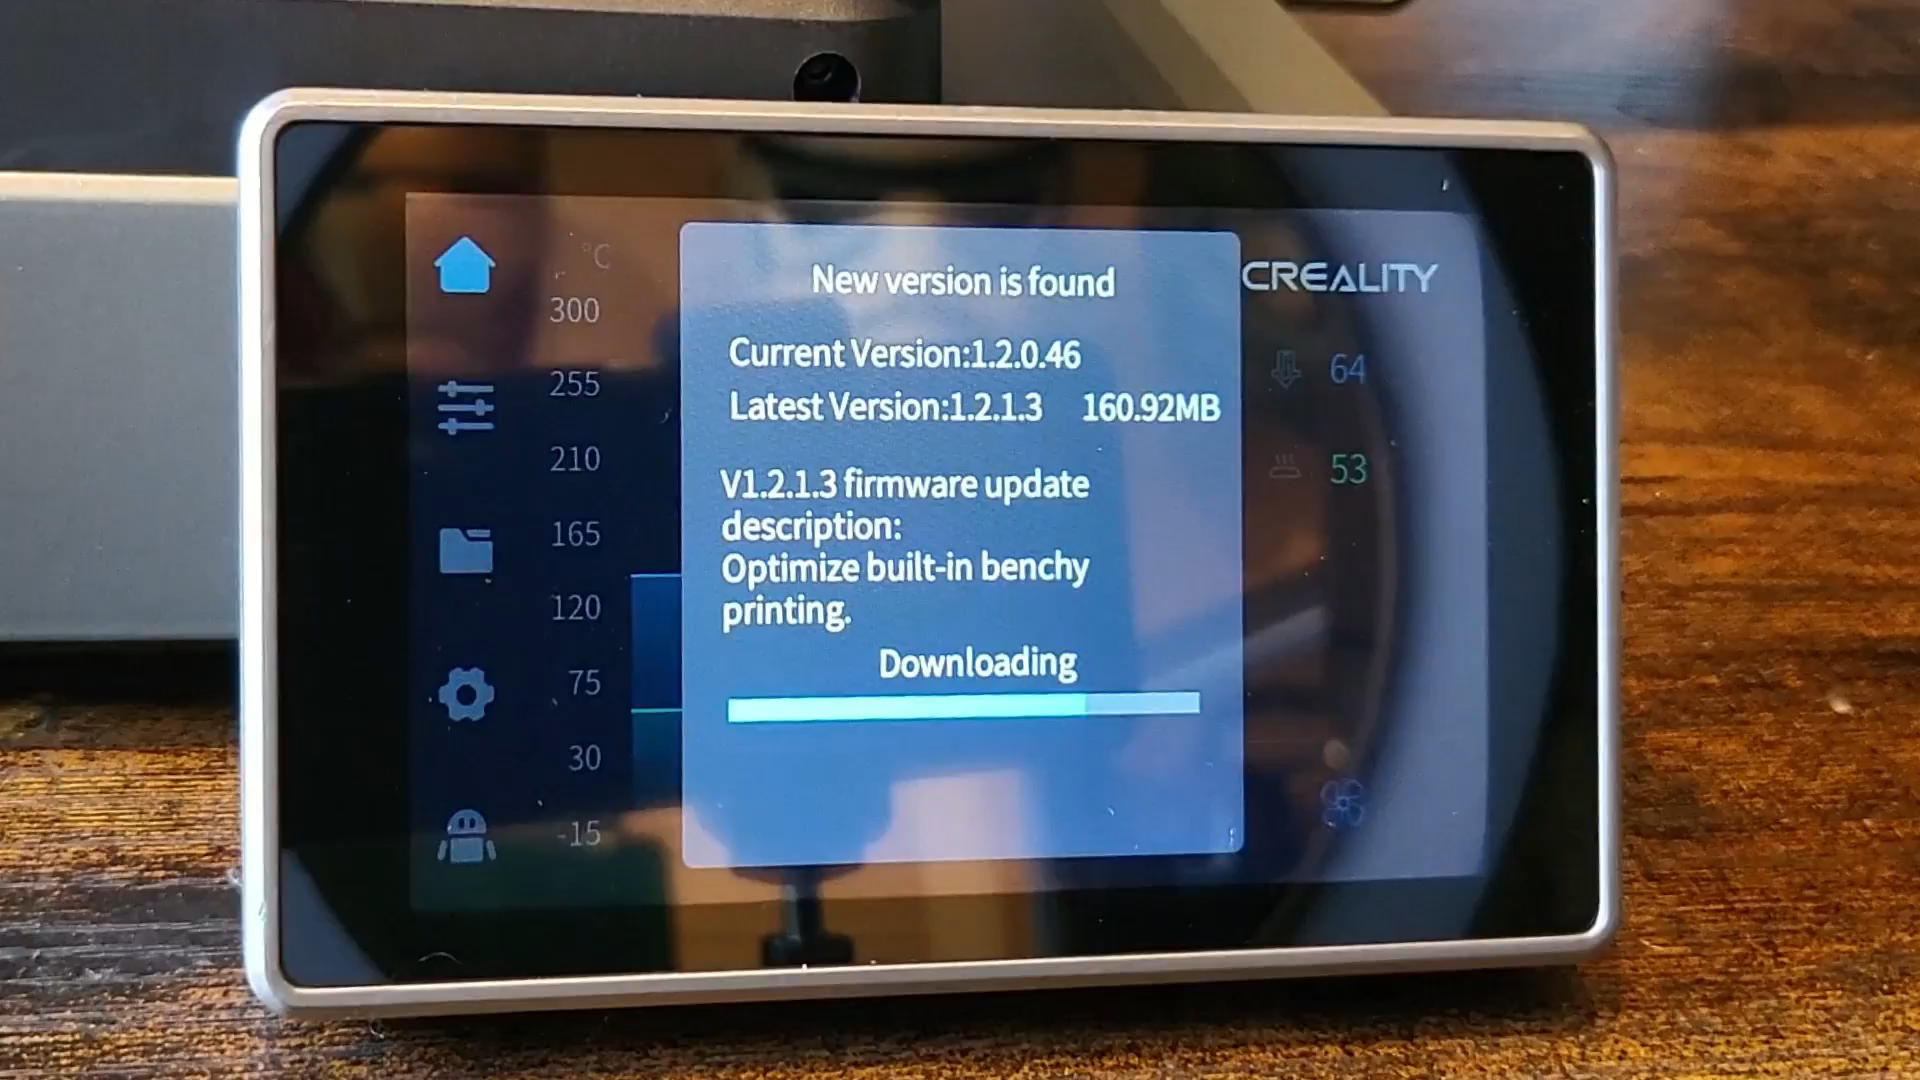 °C
300
255
210
165
120
75
30
-15
New version is found
Current Version:1.2.0.46
Latest Version:1.2.1.3 160.92MB
V1.2.1.3 firmware update
description:
Optimize built-in benchy
printing.
Downloading
CREALITY
64
53